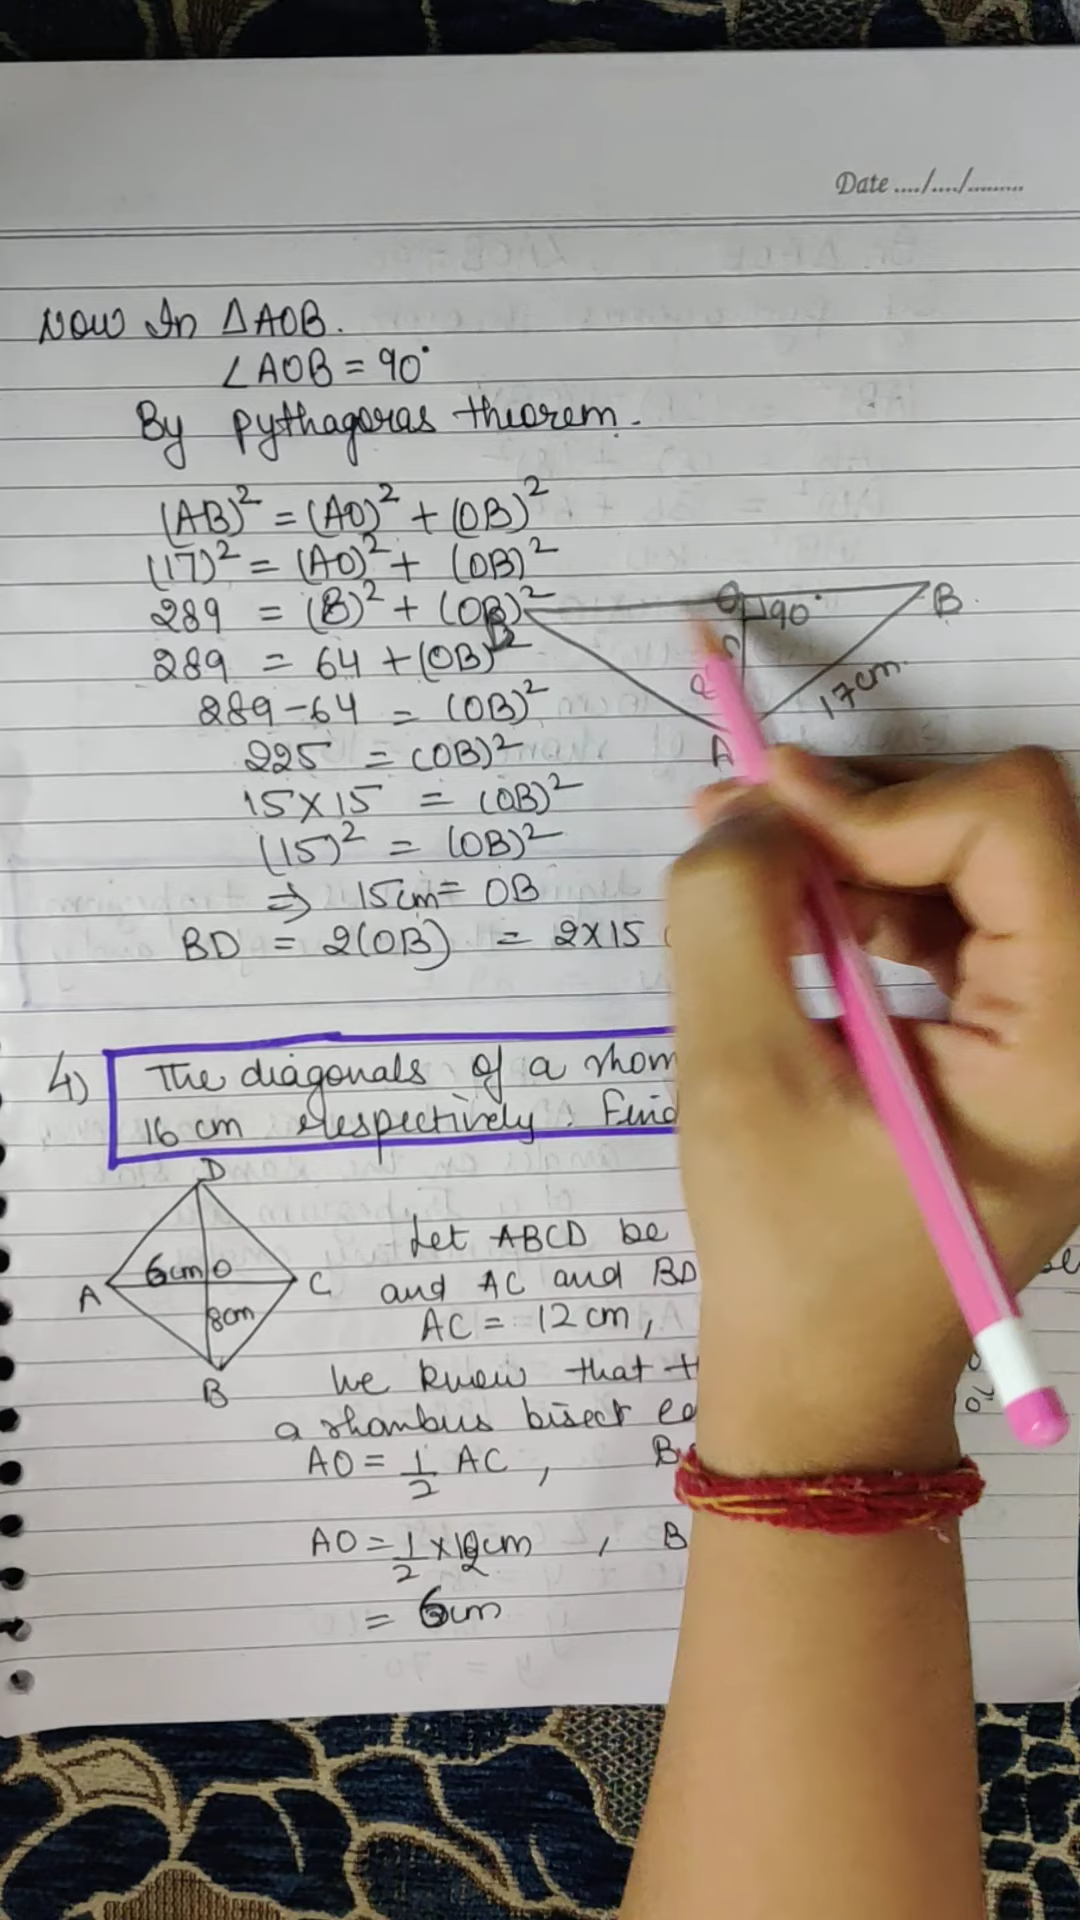 Date ..../..../.........
Now In ΔAOB.
∠AOB = 90°
By pythagoras theorem.
(AB)² = (AO)² + (OB)²
(17)² = (AO)² + (OB)²
289 = (8)² + (OB)²
289 = 64 + (OB)²
289 - 64 = (OB)²
225 = (OB)²
15 × 15 = (OB)²
(15)² = (OB)²
⇒ 15cm = OB
BD = 2(OB) = 2×15
O 90° B
17cm
A
4) The diagonals of a rhom
16 cm respectively. Find
D
6cm O
A C
8cm
B
Let ABCD be
and AC and BD
AC = 12 cm,
We know that t
a rhombus bisect ea
AO = 1/2 AC , B
AO = 1/2 × 12cm , B
= 6cm